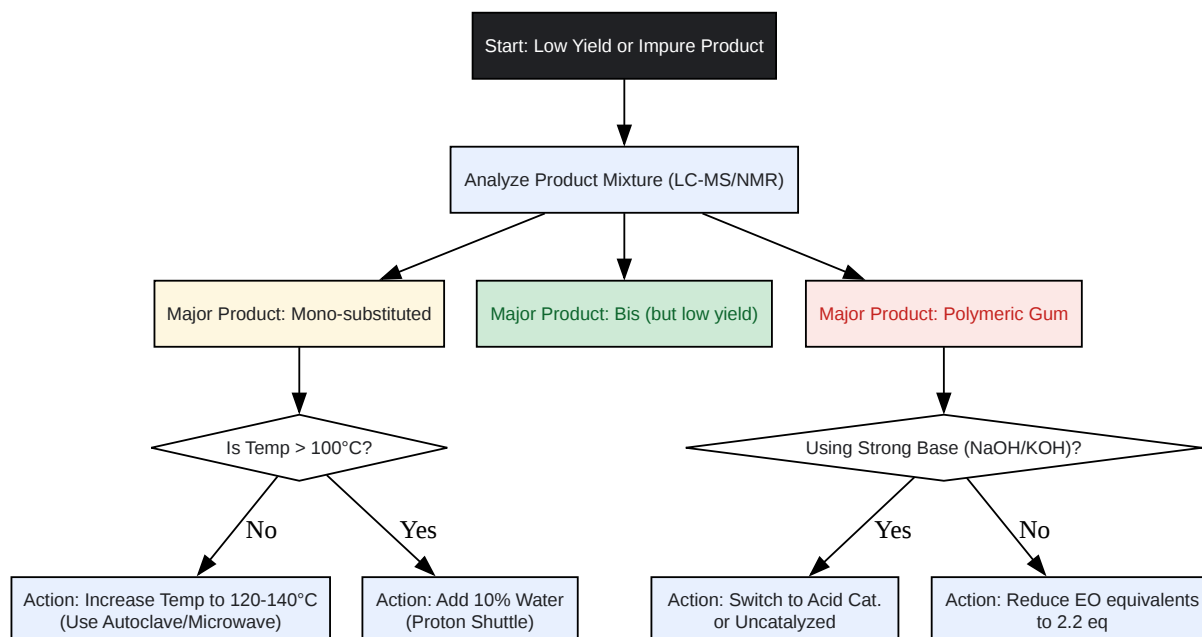 Start: Low Yield or Impure Product
Analyze Product Mixture (LC-MS/NMR)
Major Product: Mono-substituted
Major Product: Bis (but low yield)
Major Product: Polymeric Gum
Is Temp > 100°C?
Using Strong Base (NaOH/KOH)?
No
Yes
Yes
No
Action: Increase Temp to 120-140°C
(Use Autoclave/Microwave)
Action: Add 10% Water
(Proton Shuttle)
Action: Switch to Acid Cat.
or Uncatalyzed
Action: Reduce EO equivalents
to 2.2 eq